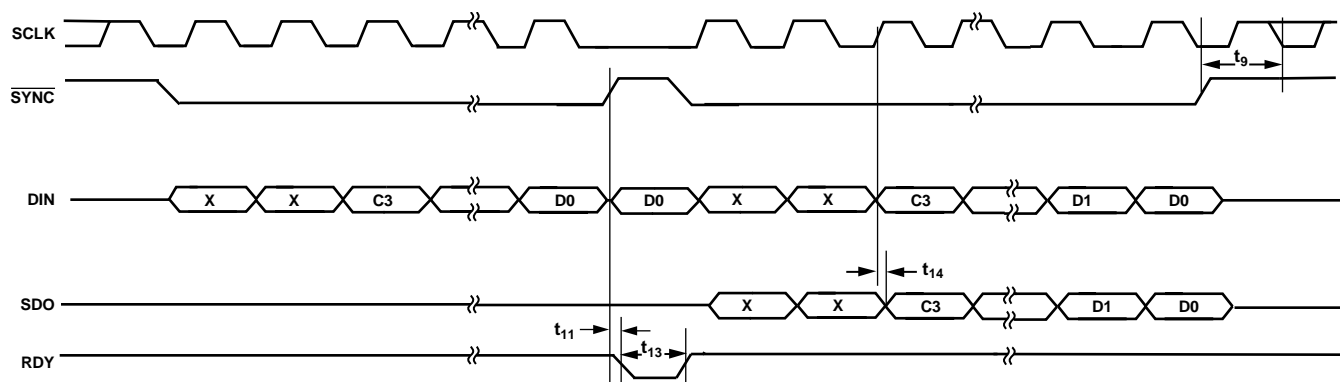 SCLK
t9
SYNC
DIN X X C3 D0 D0 X X C3 D1 D0
t14
SDO X X C3 D1 D0
t11 t13
RDY